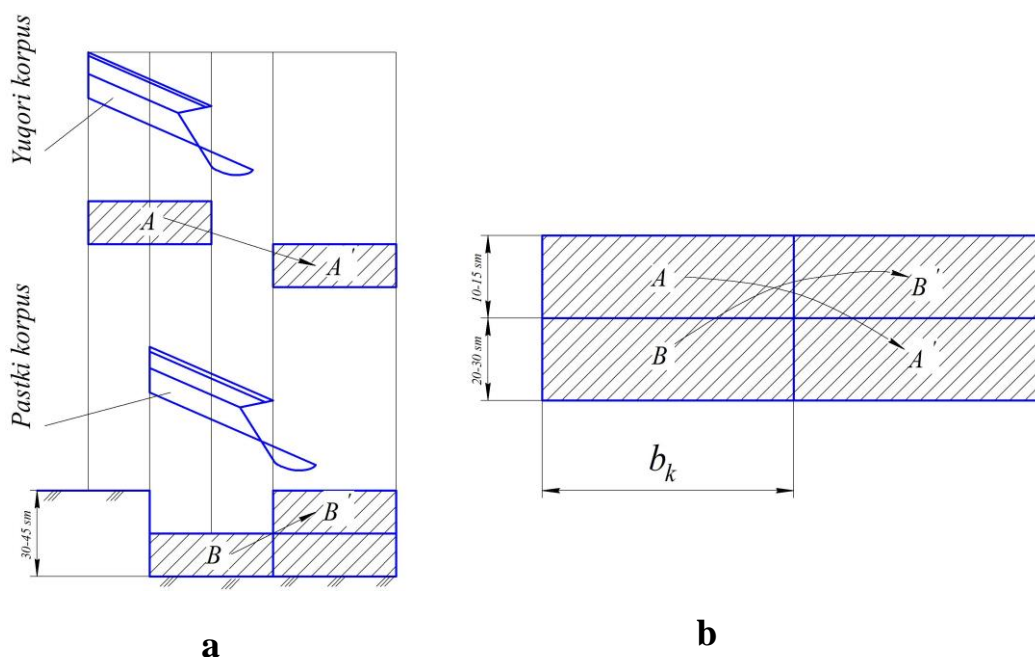 Yuqori korpus
A
A'
Pastki korpus
30-45 sm
B
B'
a
10-15 sm
20-30 sm
A
B'
B
A'
b_k
b